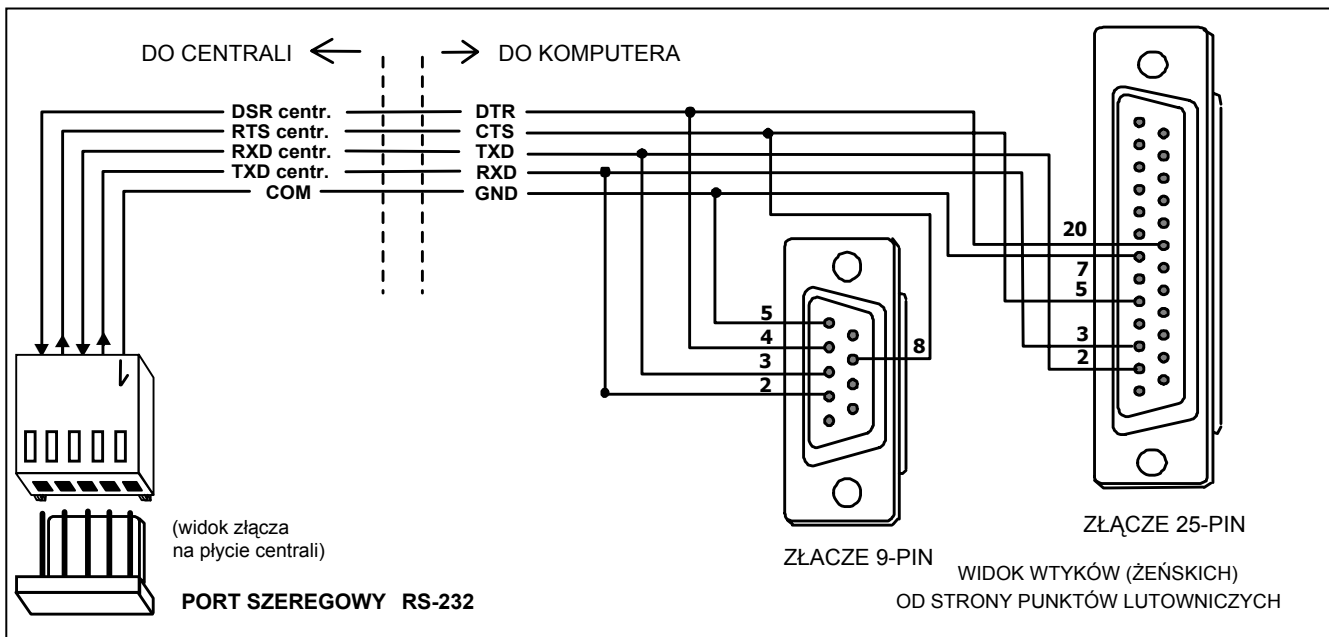 DO CENTRALI
DO KOMPUTERA
DSR centr.
DTR
RTS centr.
CTS
RXD centr.
TXD
TXD centr.
RXD
COM
GND
20
7
5
3
2
5
4
3
2
8
(widok złącza
na płycie centrali)
PORT SZEREGOWY RS-232
ZŁACZE 9-PIN
ZŁĄCZE 25-PIN
WIDOK WTYKÓW (ŻEŃSKICH)
OD STRONY PUNKTÓW LUTOWNICZYCH